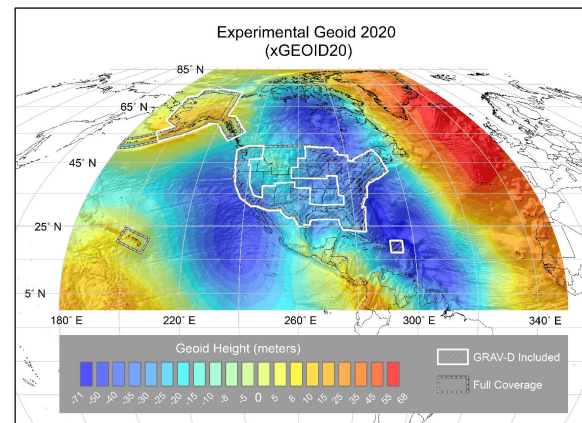 Experimental Geoid 2020
(xGEOID20)
85° N
65° N
45° N
25° N
5° N
180° E 220° E 260° E 300° E 340° E
Geoid Height (meters)
GRAV-D Included
Full Coverage
-71 -50 -40 -35 -30 -25 -20 -15 -10 -8 -5 0 5 8 10 15 25 35 45 55 88